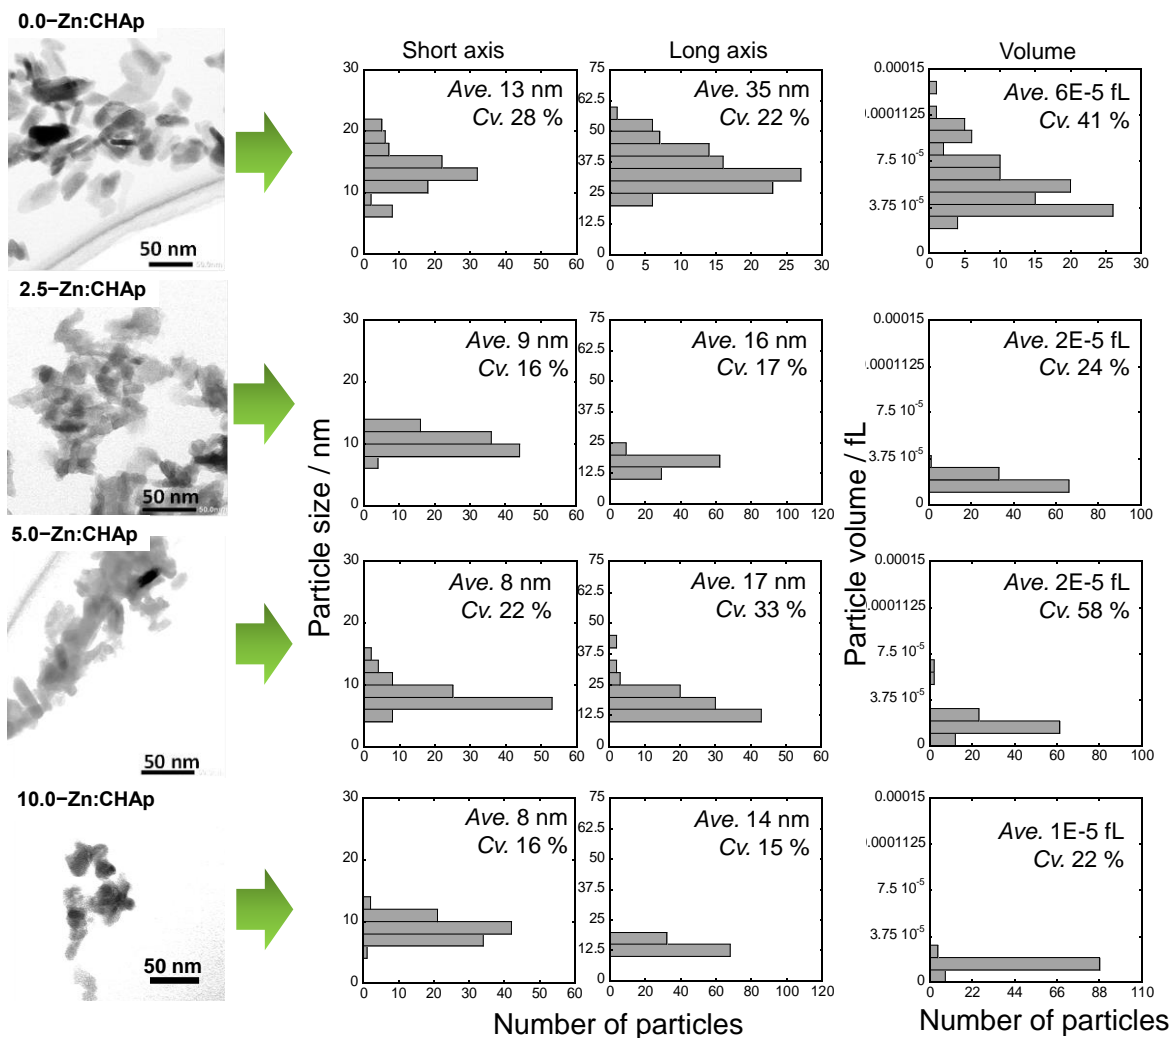 0.0−Zn:CHAp
Short axis
Long axis
Volume
30
20
10
0
Ave. 13 nm
Cv. 28 %
0 10 20 30 40 50 60
75
62.5
50
37.5
25
12.5
0
Ave. 35 nm
Cv. 22 %
0 5 10 15 20 25 30
0.00015
.0001125
7.5 10-5
3.75 10-5
0
Ave. 6E-5 fL
Cv. 41 %
0 5 10 15 20 25 30
50 nm
2.5−Zn:CHAp
30
20
10
0
Ave. 9 nm
Cv. 16 %
0 10 20 30 40 50 60
75
62.5
50
37.5
25
12.5
0
Ave. 16 nm
Cv. 17 %
0 20 40 60 80 100 120
0.00015
.0001125
7.5 10-5
3.75 10-5
0
Ave. 2E-5 fL
Cv. 24 %
0 20 40 60 80 100
50 nm
50.0nm
Particle size / nm
Particle volume / fL
5.0−Zn:CHAp
30
20
10
0
Ave. 8 nm
Cv. 22 %
0 10 20 30 40 50 60
75
62.5
50
37.5
25
12.5
0
Ave. 17 nm
Cv. 33 %
0 10 20 30 40 50 60
0.00015
.0001125
7.5 10-5
3.75 10-5
0
Ave. 2E-5 fL
Cv. 58 %
0 20 40 60 80 100
50 nm
10.0−Zn:CHAp
30
20
10
0
Ave. 8 nm
Cv. 16 %
0 10 20 30 40 50 60
75
62.5
50
37.5
25
12.5
0
Ave. 14 nm
Cv. 15 %
0 20 40 60 80 100 120
0.00015
.0001125
7.5 10-5
3.75 10-5
0
Ave. 1E-5 fL
Cv. 22 %
0 22 44 66 88 110
50 nm
Number of particles
Number of particles